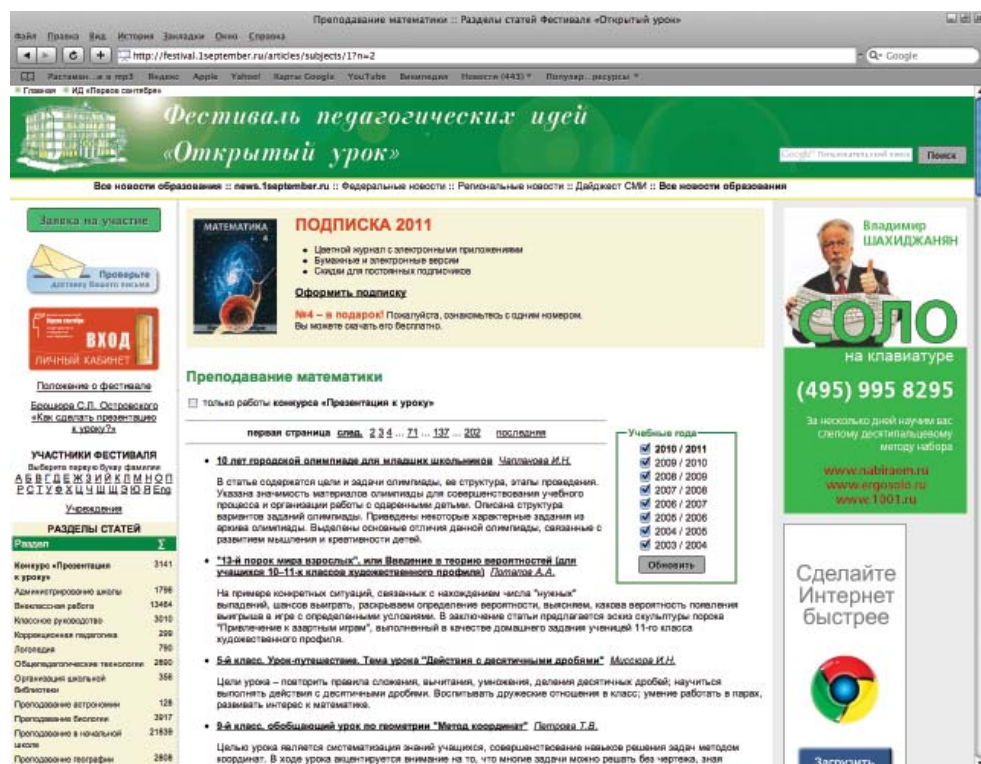 Преподавание математики :: Разделы статей Фестиваля «Открытый урок»
Файл Правка Вид История Закладки Окно Справка
http://festival.1september.ru/articles/subjects/1?n=2
Google
Яндекс Apple Yahoo! Карты Google YouTube Википедия Новости (443)
Главная ИД «Первое сентября»
Фестиваль педагогических идей
«Открытый урок»
Поиск
Все новости образования :: news.1september.ru :: Федеральные новости :: Региональные новости :: Дайджест СМИ :: Все новости образования
Заявка на участие
Проверьте
доставку Вашего письма
ВХОД
ЛИЧНЫЙ КАБИНЕТ
Положение о фестивале
Брошюра С.Л. Островского
«Как сделать презентацию
к уроку?»
УЧАСТНИКИ ФЕСТИВАЛЯ
Выберите первую букву фамилии
А Б В Г Д Е Ж З И Й К Л М Н О П
Р С Т У Ф Х Ц Ч Ш Щ Э Ю Я Eng
Учреждения
РАЗДЕЛЫ СТАТЕЙ
Раздел Σ
Конкурс «Презентация
к уроку» 3141
Администрирование школы 1796
Внеклассная работа 13464
Классное руководство 3010
Коррекционная педагогика 299
Логопедия 790
Общепедагогические технологии 2890
Организация школьной
библиотеки 356
Преподавание астрономии 128
Преподавание биологии 3917
Преподавание в начальной
школе 21839
Преподавание географии 2808
МАТЕМАТИКА
4
ПОДПИСКА 2011
• Цветной журнал с электронными приложениями
• Бумажные и электронные версии
• Скидки для постоянных подписчиков
Оформить подписку
№4 – в подарок! Пожалуйста, ознакомьтесь с одним номером.
Вы можете скачать его бесплатно.
Преподавание математики
только работы конкурса «Презентация к уроку»
первая страница след. 2 3 4 ... 71 ... 137 ... 202 последняя
Учебные года
2010 / 2011
2009 / 2010
2008 / 2009
2007 / 2008
2006 / 2007
2005 / 2006
2004 / 2005
2003 / 2004
Обновить
• 10 лет городской олимпиаде для младших школьников Чапланова И.Н.
В статье содержатся цели и задачи олимпиады, ее структура, этапы проведения.
Указана значимость материалов олимпиады для совершенствования учебного
процесса и организации работы с одаренными детьми. Описана структура
вариантов заданий олимпиады. Приведены некоторые характерные задания из
архива олимпиады. Выделены основные отличия данной олимпиады, связанные с
развитием мышления и креативности детей.
• "13-й порок мира взрослых", или Введение в теорию вероятностей (для
учащихся 10–11-х классов художественного профиля) Потапов А.А.
На примере конкретных ситуаций, связанных с нахождением числа "нужных"
выпадений, шансов выиграть, раскрываем определение вероятности, выясняем, какова вероятность появления
выигрыша в игре с определенными условиями. В заключение статьи предлагается эскиз скульптуры порока
"Привлечение к азартным играм", выполненный в качестве домашнего задания ученицей 11-го класса
художественного профиля.
• 5-й класс. Урок-путешествие. Тема урока "Действия с десятичными дробями" Миссюра И.Н.
Цели урока – повторить правила сложения, вычитания, умножения, деления десятичных дробей; научиться
выполнять действия с десятичными дробями. Воспитывать дружеские отношения в класс; умение работать в парах,
развивать интерес к математике.
• 9-й класс, обобщающий урок по геометрии "Метод координат" Петрова Т.В.
Целью урока является систематизация знаний учащихся, совершенствование навыков решения задач методом
координат. В ходе урока акцентируется внимание на то, что многие задачи можно решать без чертежа, зная
Владимир
ШАХИДЖАНЯН
СОЛО
на клавиатуре
(495) 995 8295
За несколько дней научим вас
слепому десятипальцевому
методу набора
www.nabiraem.ru
www.ergosolo.ru
www.1001.ru
Сделайте
Интернет
быстрее
Загрузить